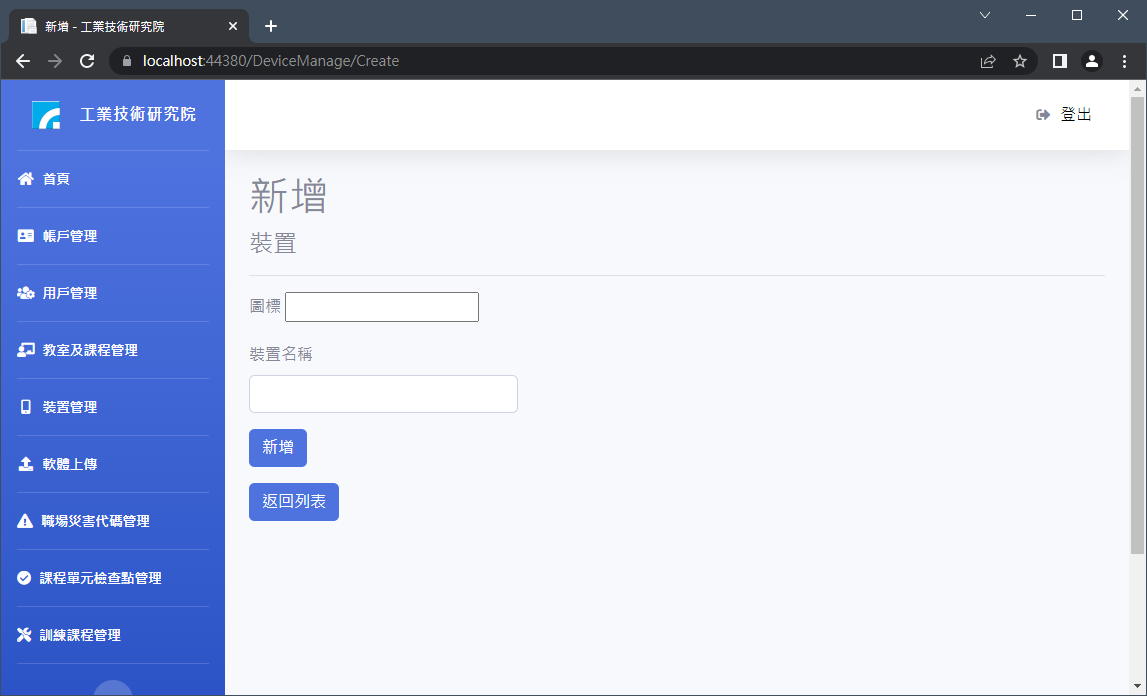 新增 - 工業技術研究院
localhost:44380/DeviceManage/Create
工業技術研究院
登出
首頁
帳戶管理
用戶管理
教室及課程管理
裝置管理
軟體上傳
職場災害代碼管理
課程單元檢查點管理
訓練課程管理
新增
裝置
圖標
裝置名稱
新增
返回列表